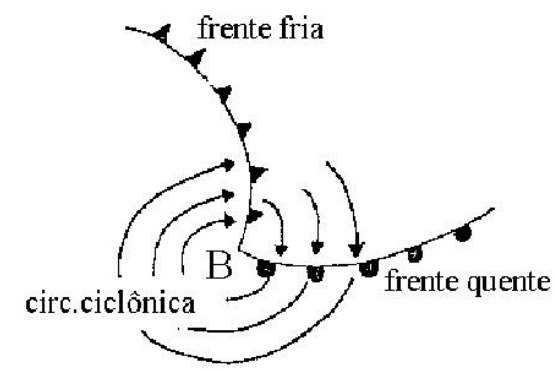 frente fria
B
frente quente
circ.ciclônica